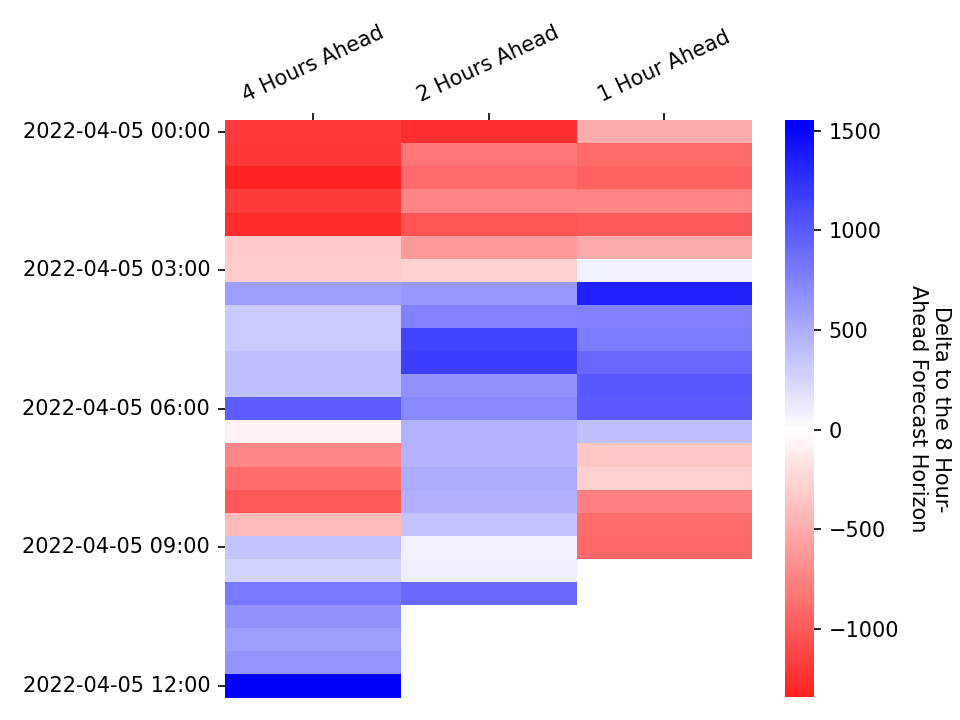 4 Hours Ahead
2 Hours Ahead
1 Hour Ahead
2022-04-05 00:00
2022-04-05 03:00
2022-04-05 06:00
2022-04-05 09:00
2022-04-05 12:00
1500
1000
500
0
−500
−1000
Delta to the 8 Hour-
Ahead Forecast Horizon